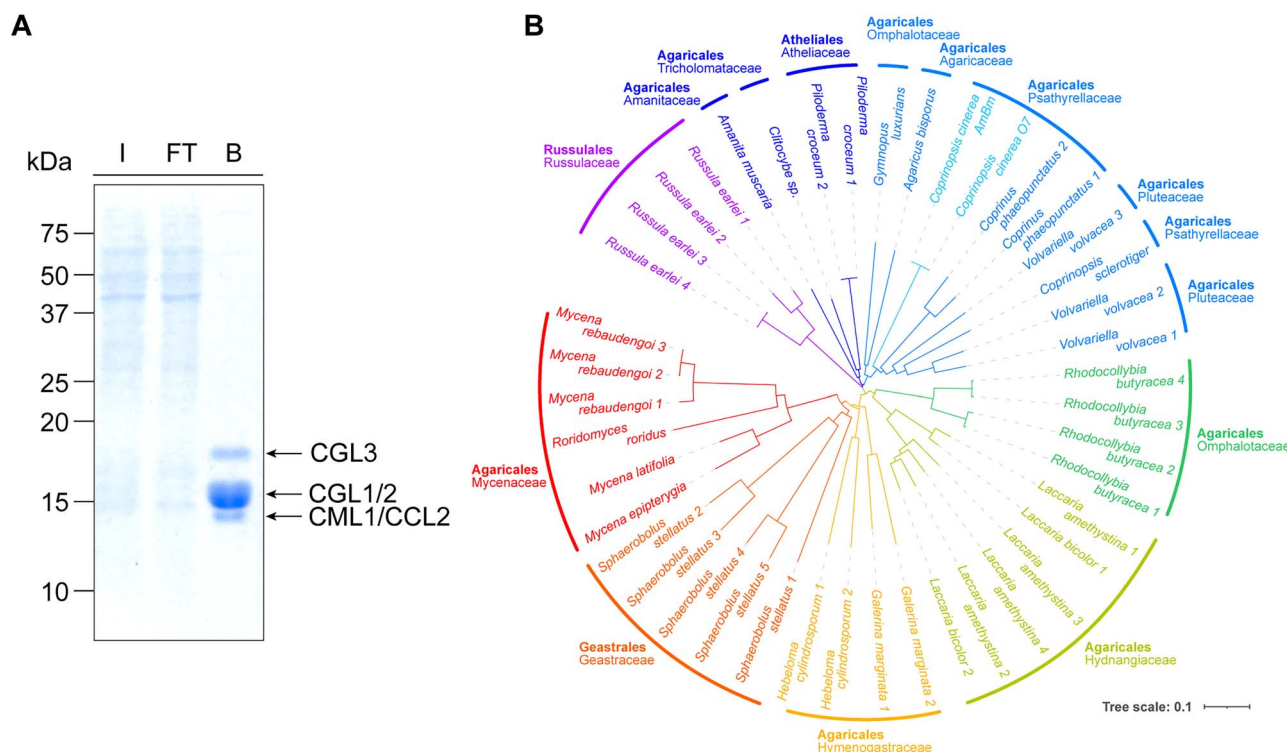 A
kDa
I FT B
75
50
37
25
20
15
10
CGL3
CGL1/2
CML1/CCL2
B
Agaricales
Amanitaceae
Agaricales
Tricholomataceae
Atheliales
Atheliaceae
Agaricales
Omphalotaceae
Agaricales
Agaricaceae
Agaricales
Psathyrellaceae
Agaricales
Pluteaceae
Agaricales
Psathyrellaceae
Agaricales
Pluteaceae
Agaricales
Omphalotaceae
Agaricales
Hydnangiaceae
Agaricales
Hymenogastraceae
Geastrales
Geastraceae
Agaricales
Mycenaceae
Russulales
Russulaceae
Russula earlei 4
Russula earlei 3
Russula earlei 2
Russula earlei 1
Amanita muscaria
Clitocybe sp.
Piloderma
croceum 2
Piloderma
croceum 1
Gymnopus
luxurians
Agaricus bisporus
Coprinopsis cinerea
AmBm
Coprinopsis
cinerea O7
Coprinus
phaeopunctatus 2
Coprinus
phaeopunctatus 1
Volvariella
volvacea 3
Coprinopsis
sclerotiger
Volvariella
volvacea 2
Volvariella
volvacea 1
Rhodocollybia
butyracea 4
Rhodocollybia
butyracea 3
Rhodocollybia
butyracea 2
Rhodocollybia
butyracea 1
Laccaria
amethystina 1
Laccaria bicolor 1
Laccaria
amethystina 3
Laccaria
amethystina 4
Laccaria
amethystina 2
Laccaria bicolor 2
Galerina marginata 2
Galerina marginata 1
Hebeloma
cylindrosporum 2
Hebeloma
cylindrosporum 1
Sphaerobolus
stellatus 1
Sphaerobolus
stellatus 5
Sphaerobolus
stellatus 4
Sphaerobolus
stellatus 3
Sphaerobolus
stellatus 2
Mycena epipterygia
Mycena latifolia
Roridomyces
roridus
Mycena
rebaudengoi 1
Mycena
rebaudengoi 2
Mycena
rebaudengoi 3
Tree scale: 0.1